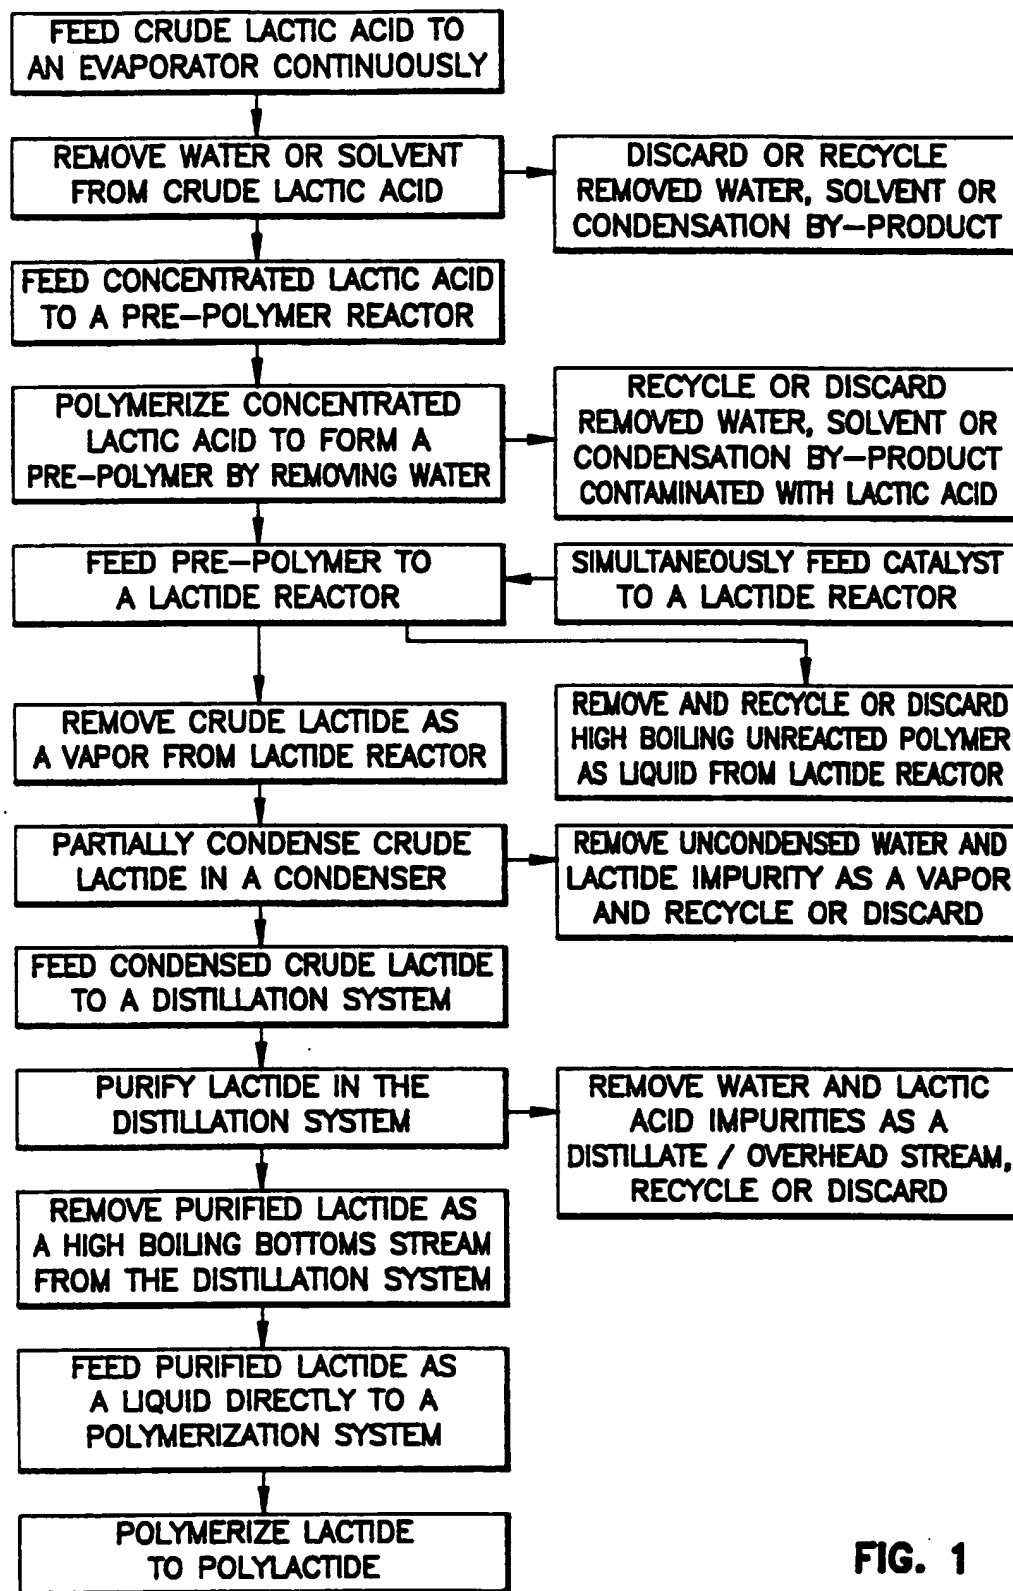 FEED CRUDE LACTIC ACID TO
AN EVAPORATOR CONTINUOUSLY
REMOVE WATER OR SOLVENT
FROM CRUDE LACTIC ACID
DISCARD OR RECYCLE
REMOVED WATER, SOLVENT OR
CONDENSATION BY-PRODUCT
FEED CONCENTRATED LACTIC ACID
TO A PRE-POLYMER REACTOR
POLYMERIZE CONCENTRATED
LACTIC ACID TO FORM A
PRE-POLYMER BY REMOVING WATER
RECYCLE OR DISCARD
REMOVED WATER, SOLVENT OR
CONDENSATION BY-PRODUCT
CONTAMINATED WITH LACTIC ACID
FEED PRE-POLYMER TO
A LACTIDE REACTOR
SIMULTANEOUSLY FEED CATALYST
TO A LACTIDE REACTOR
REMOVE CRUDE LACTIDE AS
A VAPOR FROM LACTIDE REACTOR
REMOVE AND RECYCLE OR DISCARD
HIGH BOILING UNREACTED POLYMER
AS LIQUID FROM LACTIDE REACTOR
PARTIALLY CONDENSE CRUDE
LACTIDE IN A CONDENSER
REMOVE UNCONDENSED WATER AND
LACTIDE IMPURITY AS A VAPOR
AND RECYCLE OR DISCARD
FEED CONDENSED CRUDE LACTIDE
TO A DISTILLATION SYSTEM
PURIFY LACTIDE IN THE
DISTILLATION SYSTEM
REMOVE WATER AND LACTIC
ACID IMPURITIES AS A
DISTILLATE / OVERHEAD STREAM,
RECYCLE OR DISCARD
REMOVE PURIFIED LACTIDE AS
A HIGH BOILING BOTTOMS STREAM
FROM THE DISTILLATION SYSTEM
FEED PURIFIED LACTIDE AS
A LIQUID DIRECTLY TO A
POLYMERIZATION SYSTEM
POLYMERIZE LACTIDE
TO POLYLACTIDE
FIG. 1